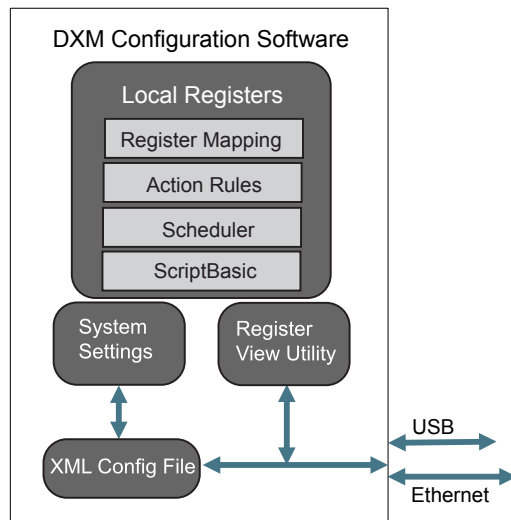 DXM Configuration Software
Local Registers
Register Mapping
Action Rules
Scheduler
ScriptBasic
System
Settings
Register
View Utility
XML Config File
USB
Ethernet